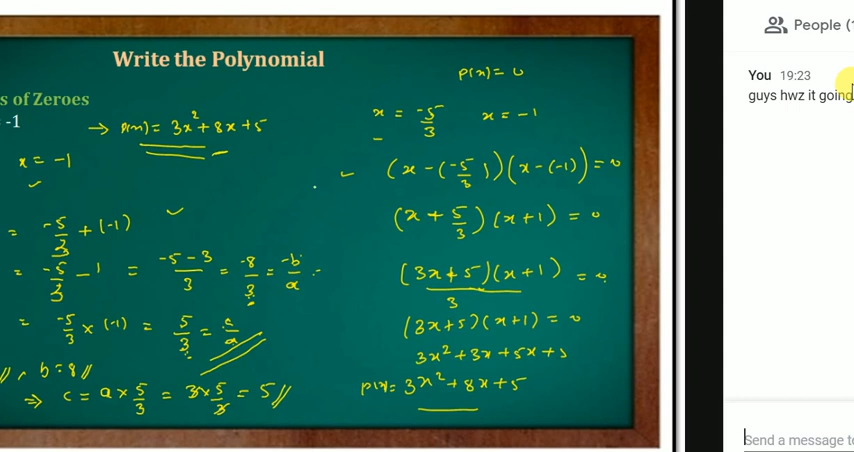 Write the Polynomial
s of Zeroes
= -1
→ p(x) = 3x² + 8x + 5
x = -1
= -5/3 + (-1)
= -5/3 - 1 = (-5 - 3)/3 = -8/3 = -b/a
= -5/3 × (-1) = 5/3 = c/a
, b = 8 //
⇒ c = a × 5/3 = 3×5/3 = 5 //
p(x) = 0
x = -5/3 x = -1
(x - (-5/3)) (x - (-1)) = 0
(x + 5/3) (x + 1) = 0
(3x + 5)(x + 1)/3 = 0
(3x + 5) (x + 1) = 0
3x² + 3x + 5x + 5
p(x) = 3x² + 8x + 5
People (1
You 19:23
guys hwz it going
Send a message to